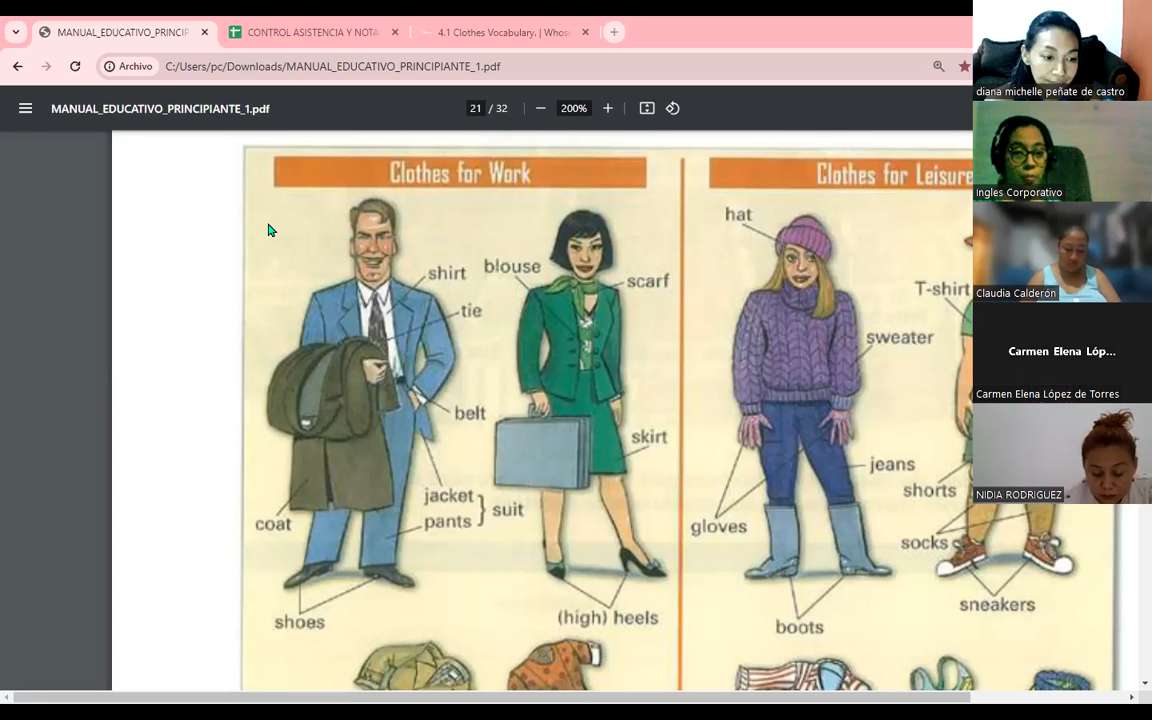 MANUAL_EDUCATIVO_PRINCIP
CONTROL ASISTENCIA Y NOTA
4.1 Clothes Vocabulary. | Whose
Archivo
C:/Users/pc/Downloads/MANUAL_EDUCATIVO_PRINCIPIANTE_1.pdf
MANUAL_EDUCATIVO_PRINCIPIANTE_1.pdf
21 / 32
200%
Clothes for Work
shirt
tie
blouse
scarf
belt
skirt
jacket
pants
suit
coat
shoes
(high) heels
Clothes for Leisure
hat
T-shirt
sweater
jeans
shorts
gloves
socks
sneakers
boots
diana michelle peñate de castro
Ingles Corporativo
Claudia Calderón
Carmen Elena Lóp...
Carmen Elena López de Torres
NIDIA RODRIGUEZ